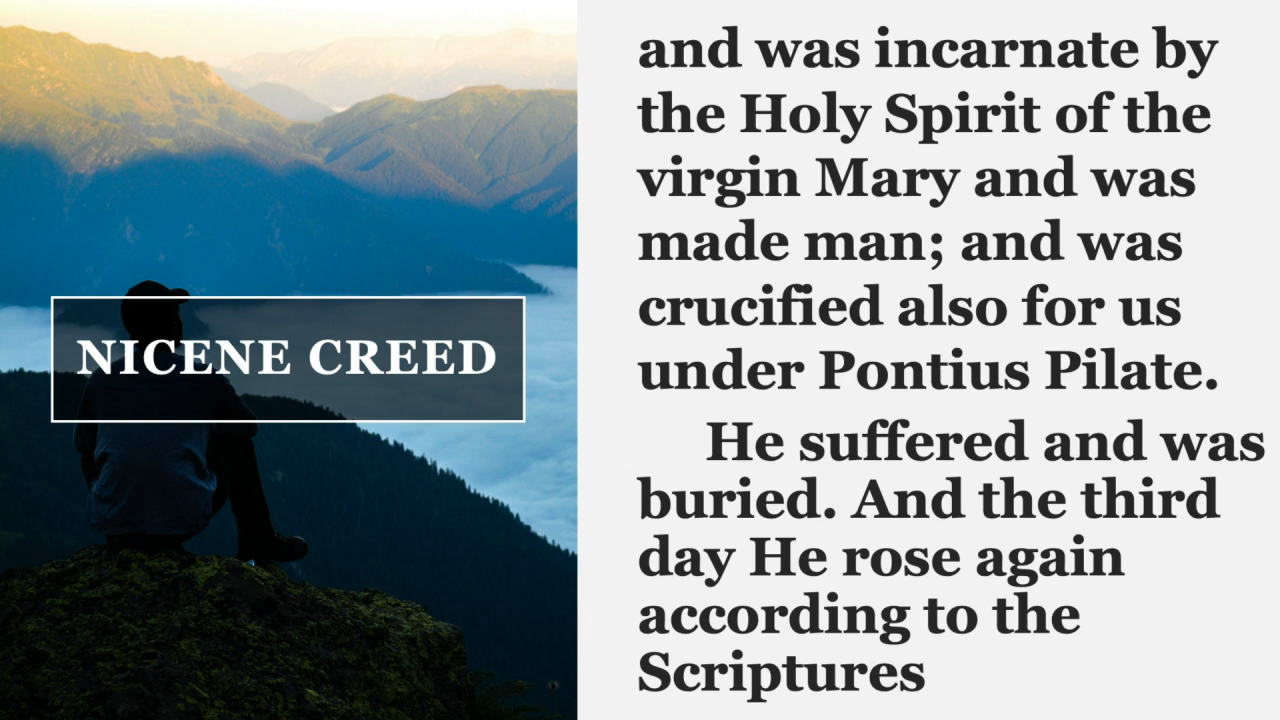 NICENE CREED
and was incarnate by
the Holy Spirit of the
virgin Mary and was
made man; and was
crucified also for us
under Pontius Pilate.
He suffered and was
buried. And the third
day He rose again
according to the
Scriptures